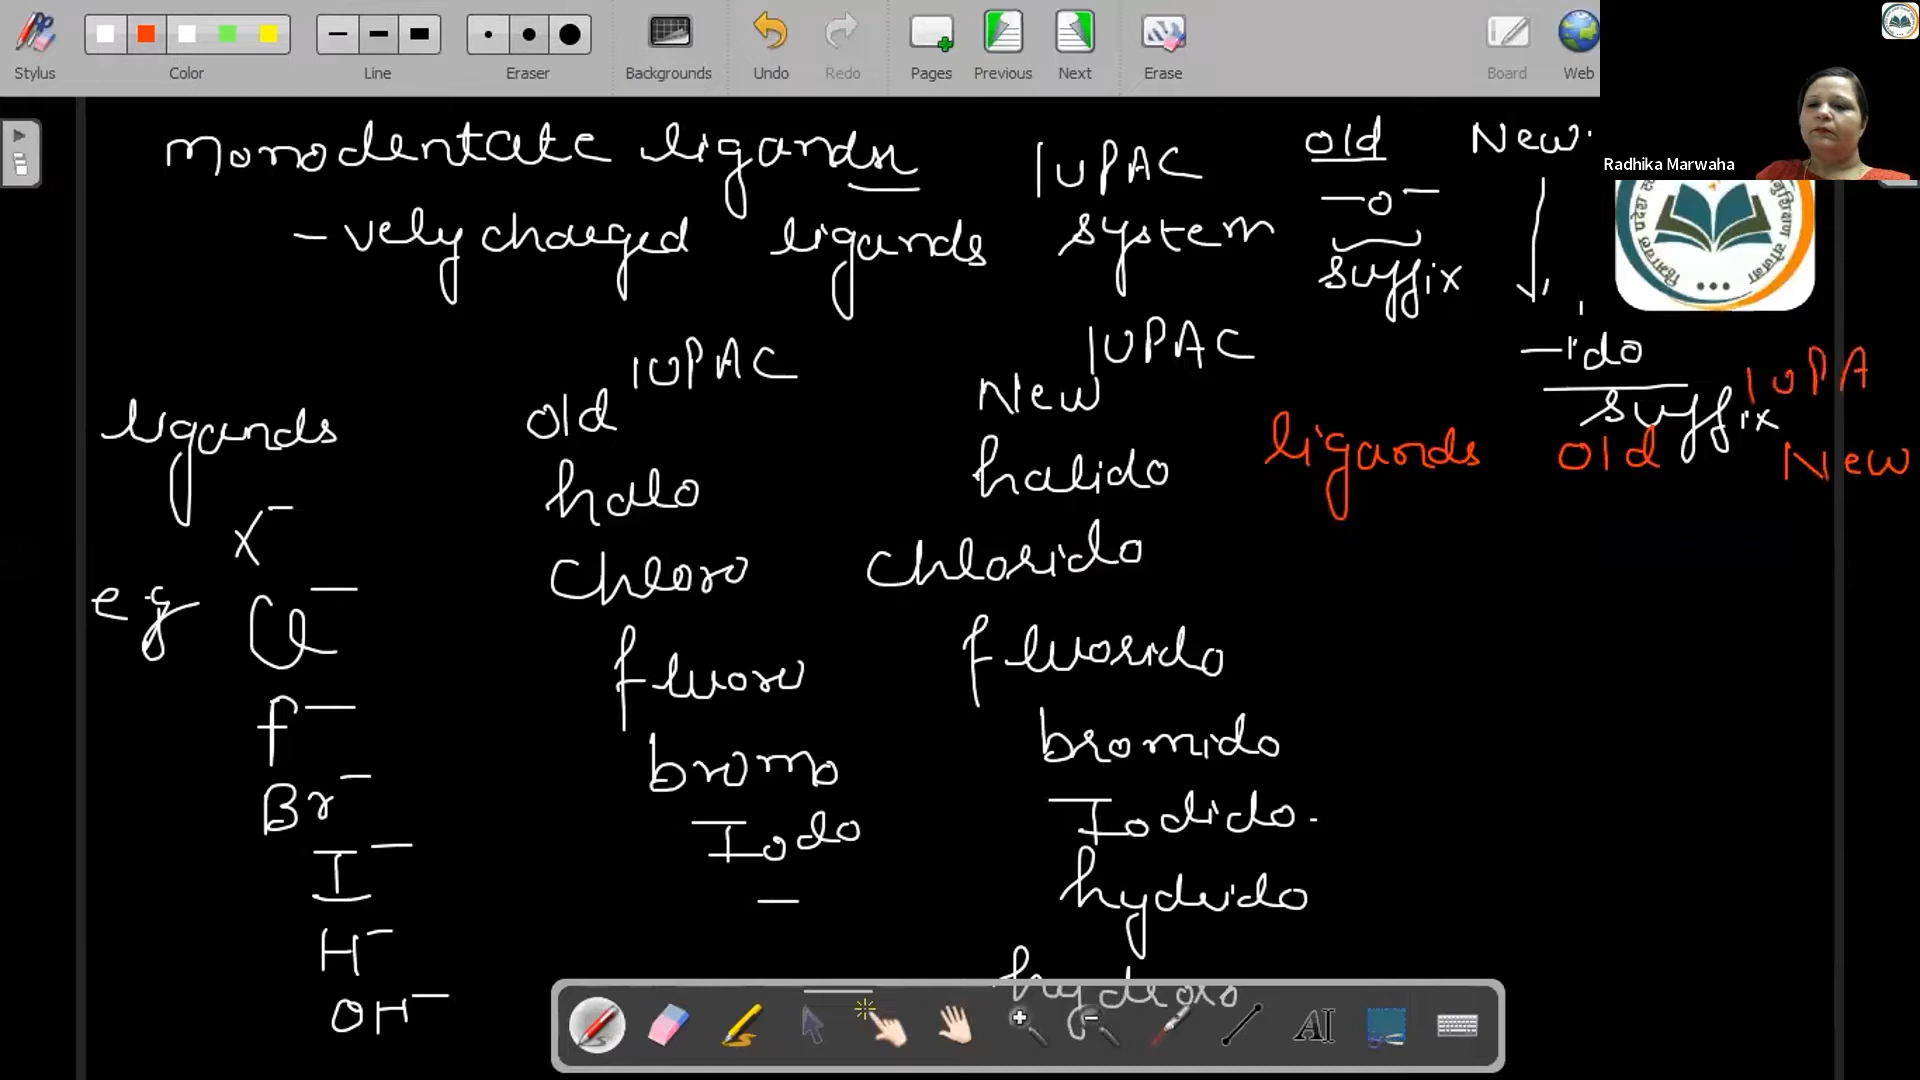 Stylus Color Line Eraser Backgrounds Undo Redo Pages Previous Next Erase Board Web
Radhika Marwaha
Monodentate ligands
-vely charged ligands
IUPAC
system
old
-o-
suffix
New
-ido
suffix
ligands
old IUPAC
New IUPAC
X⁻ halo halido
eg Cl⁻ Chloro Chlorido
F⁻ fluoro fluorido
Br⁻ bromo bromido
I⁻ Iodo Iodido.
H⁻ - hydrido
OH⁻ hydroxo
IUPA
ligands old New